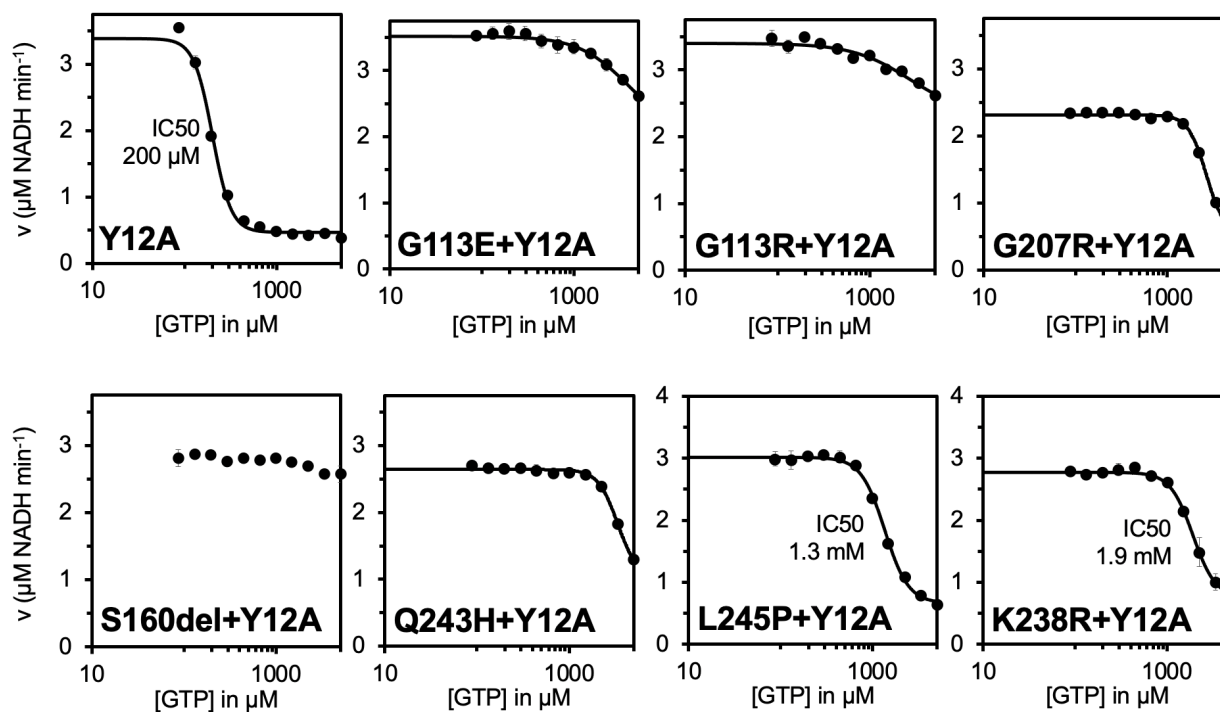 v (µM NADH min⁻¹)
3
2
1
0
IC50
200 µM
Y12A
10
1000
[GTP] in µM
3
2
1
0
G113E+Y12A
10
1000
[GTP] in µM
3
2
1
0
G113R+Y12A
10
1000
[GTP] in µM
3
2
1
0
G207R+Y12A
10
1000
[GTP] in µM
v (µM NADH min⁻¹)
3
2
1
0
S160del+Y12A
10
1000
[GTP] in µM
3
2
1
0
Q243H+Y12A
10
1000
[GTP] in µM
4
3
2
1
0
IC50
1.3 mM
L245P+Y12A
10
1000
[GTP] in µM
4
3
2
1
0
IC50
1.9 mM
K238R+Y12A
10
1000
[GTP] in µM